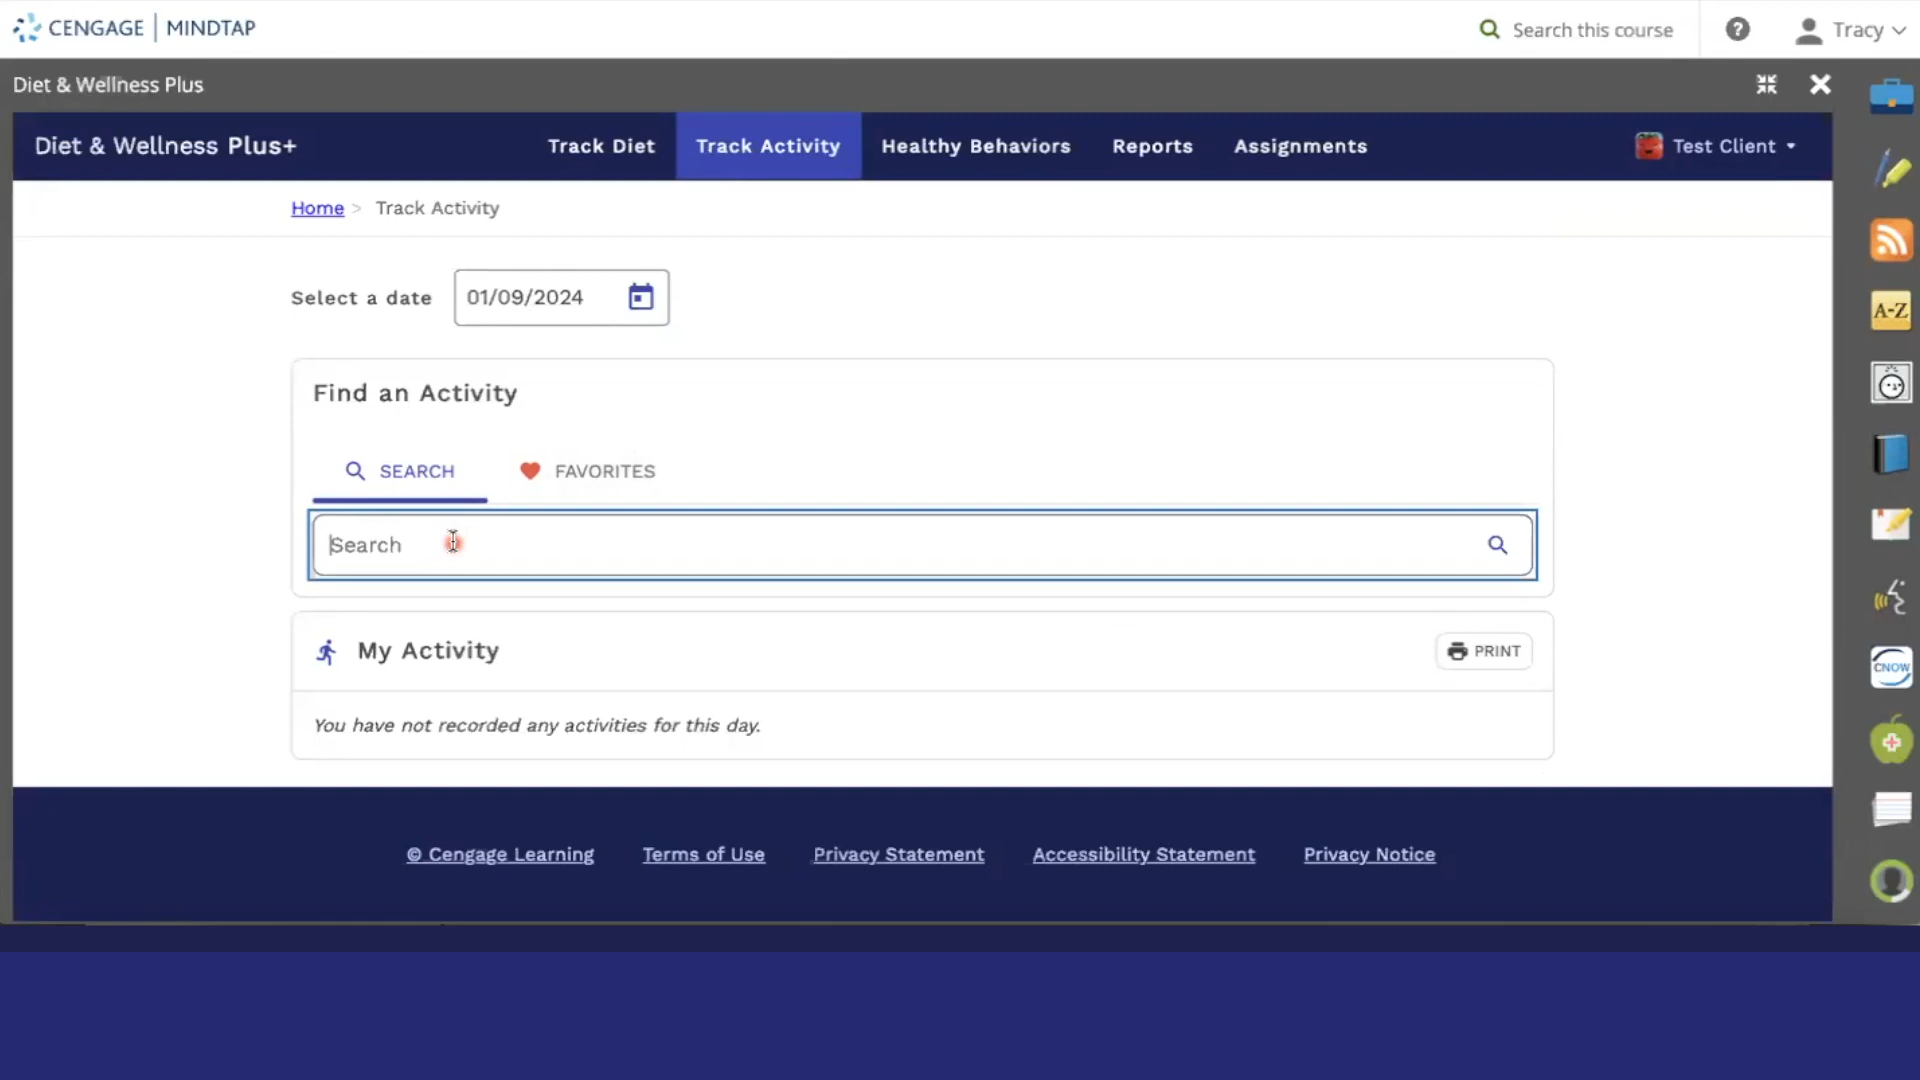 CENGAGE | MINDTAP
Search this course
Tracy
Diet & Wellness Plus
Diet & Wellness Plus+
Track Diet
Track Activity
Healthy Behaviors
Reports
Assignments
Test Client
Home > Track Activity
Select a date
01/09/2024
Find an Activity
SEARCH
FAVORITES
Search
My Activity
PRINT
You have not recorded any activities for this day.
© Cengage Learning
Terms of Use
Privacy Statement
Accessibility Statement
Privacy Notice
A-Z
CNOW